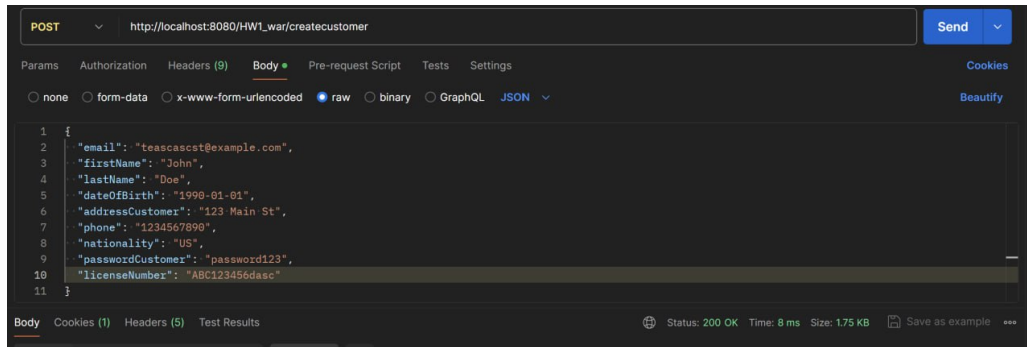 POST http://localhost:8080/HW1_war/createcustomer Send
Params Authorization Headers (9) Body Pre-request Script Tests Settings Cookies
none form-data x-www-form-urlencoded raw binary GraphQL JSON Beautify
1 {
2 "email": "teascascst@example.com",
3 "firstName": "John",
4 "lastName": "Doe",
5 "dateOfBirth": "1990-01-01",
6 "addressCustomer": "123 Main St",
7 "phone": "1234567890",
8 "nationality": "US",
9 "passwordCustomer": "password123",
10 "licenseNumber": "ABC123456dasc"
11 }
Body Cookies (1) Headers (5) Test Results Status: 200 OK Time: 8 ms Size: 1.75 KB Save as example